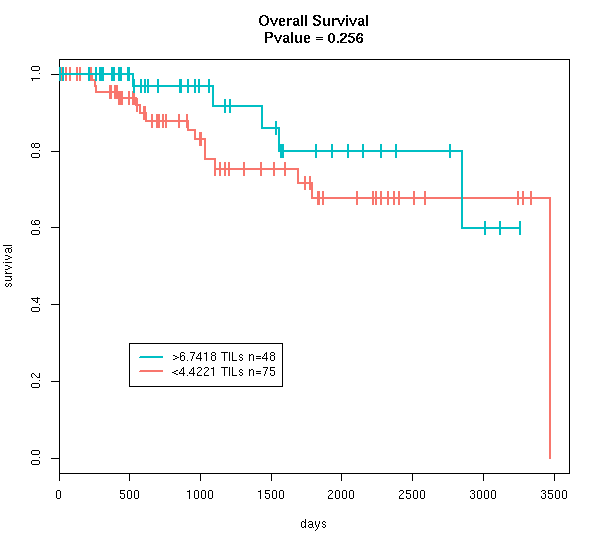 Overall Survival
Pvalue = 0.256
1.0
0.8
0.6
0.4
0.2
0.0
survival
>6.7418 TILs n=48
<4.4221 TILs n=75
0 500 1000 1500 2000 2500 3000 3500
days